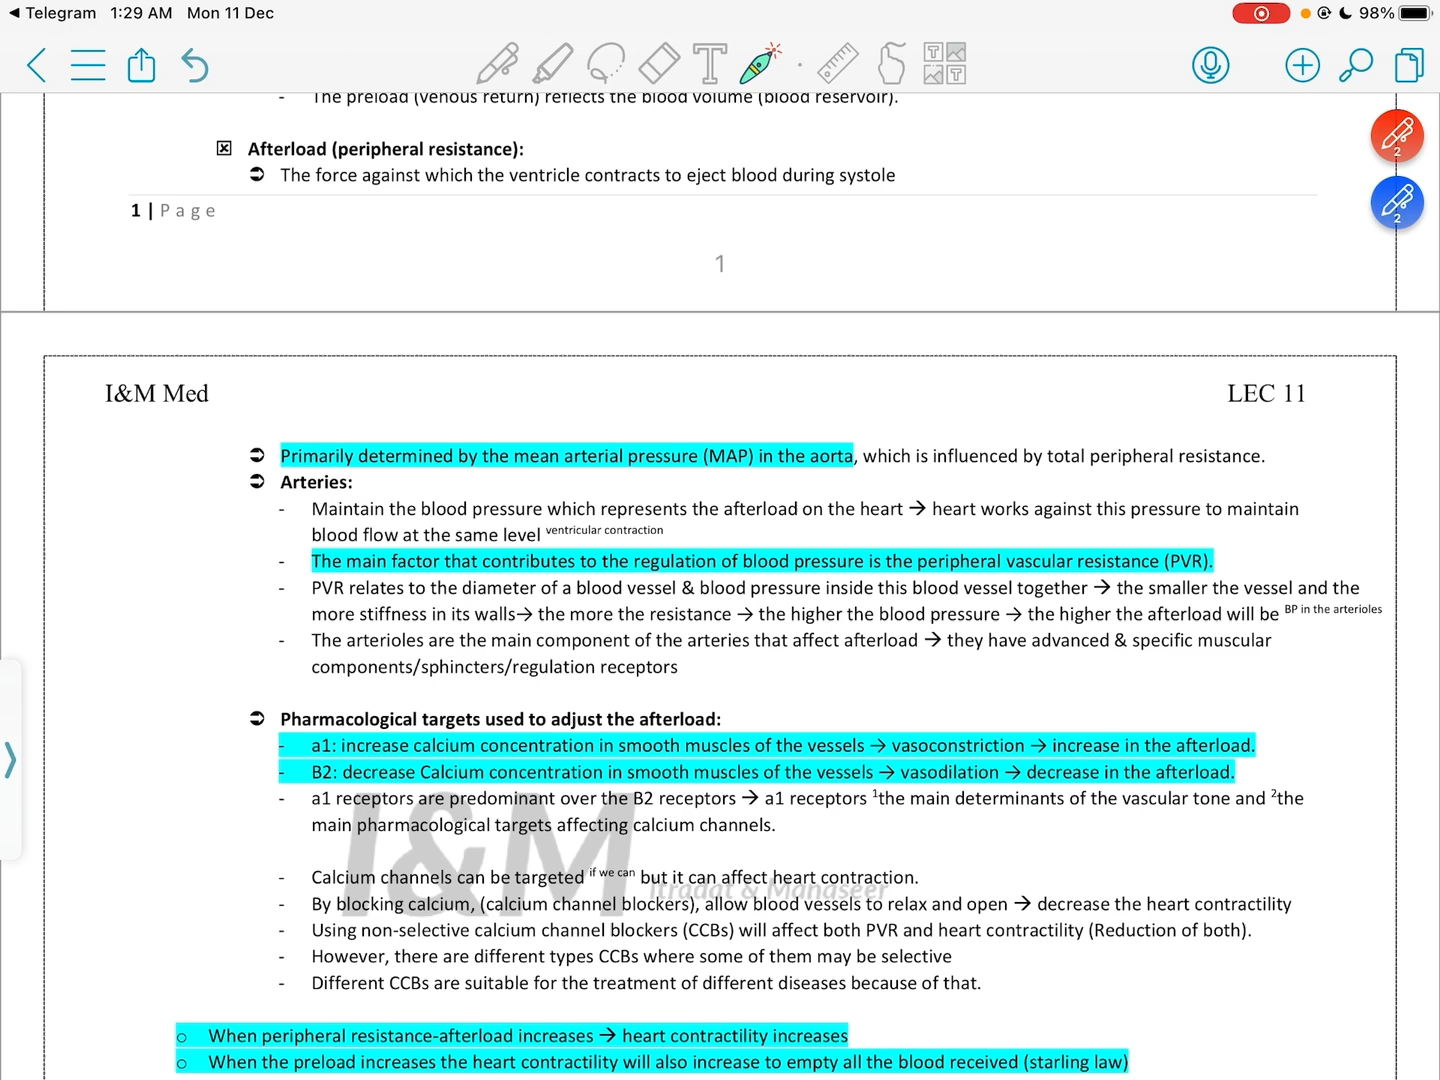 ◀ Telegram 1:29 AM Mon 11 Dec 98%
- The preload (venous return) reflects the blood volume (blood reservoir).
Afterload (peripheral resistance):
➲ The force against which the ventricle contracts to eject blood during systole
1 | P a g e
1
2
2
I&M Med LEC 11
➲ Primarily determined by the mean arterial pressure (MAP) in the aorta, which is influenced by total peripheral resistance.
➲ Arteries:
- Maintain the blood pressure which represents the afterload on the heart → heart works against this pressure to maintain
blood flow at the same level ventricular contraction
- The main factor that contributes to the regulation of blood pressure is the peripheral vascular resistance (PVR).
- PVR relates to the diameter of a blood vessel & blood pressure inside this blood vessel together → the smaller the vessel and the
more stiffness in its walls→ the more the resistance → the higher the blood pressure → the higher the afterload will be BP in the arterioles
- The arterioles are the main component of the arteries that affect afterload → they have advanced & specific muscular
components/sphincters/regulation receptors
➲ Pharmacological targets used to adjust the afterload:
- a1: increase calcium concentration in smooth muscles of the vessels → vasoconstriction → increase in the afterload.
- B2: decrease Calcium concentration in smooth muscles of the vessels → vasodilation → decrease in the afterload.
- a1 receptors are predominant over the B2 receptors → a1 receptors ¹the main determinants of the vascular tone and ²the
main pharmacological targets affecting calcium channels.
I&M
Itradat & Manaseer
- Calcium channels can be targeted if we can but it can affect heart contraction.
- By blocking calcium, (calcium channel blockers), allow blood vessels to relax and open → decrease the heart contractility
- Using non-selective calcium channel blockers (CCBs) will affect both PVR and heart contractility (Reduction of both).
- However, there are different types CCBs where some of them may be selective
- Different CCBs are suitable for the treatment of different diseases because of that.
o When peripheral resistance-afterload increases → heart contractility increases
o When the preload increases the heart contractility will also increase to empty all the blood received (starling law)